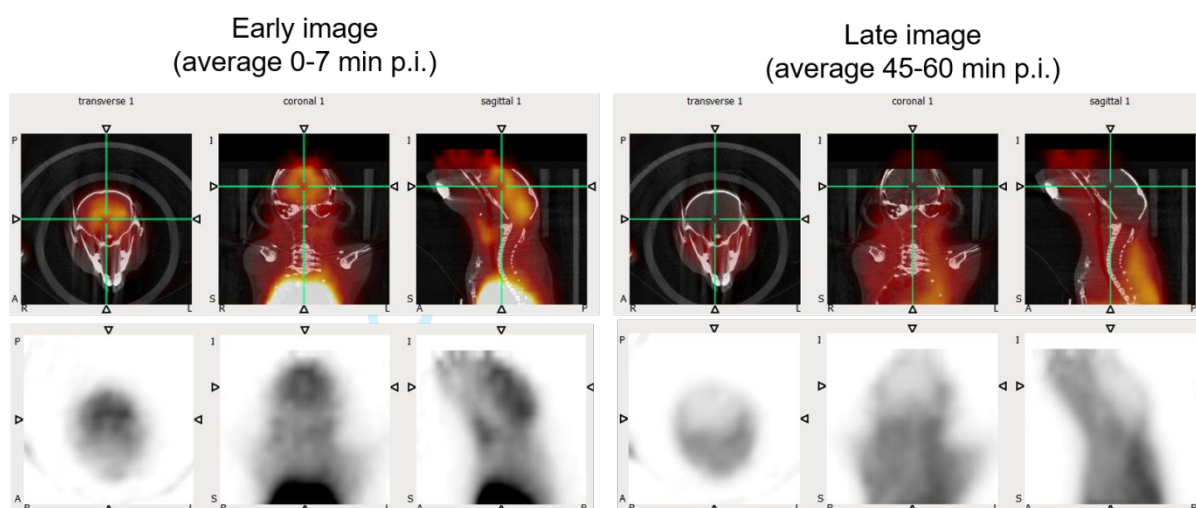 Early image
(average 0-7 min p.i.)
Late image
(average 45-60 min p.i.)
transverse 1
coronal 1
sagittal 1
transverse 1
coronal 1
sagittal 1
P
I
I
P
I
I
A
R
L
S
R
L
S
A
P
A
R
L
S
R
L
S
A
P
P
I
I
P
I
I
A
S
S
A
S
S